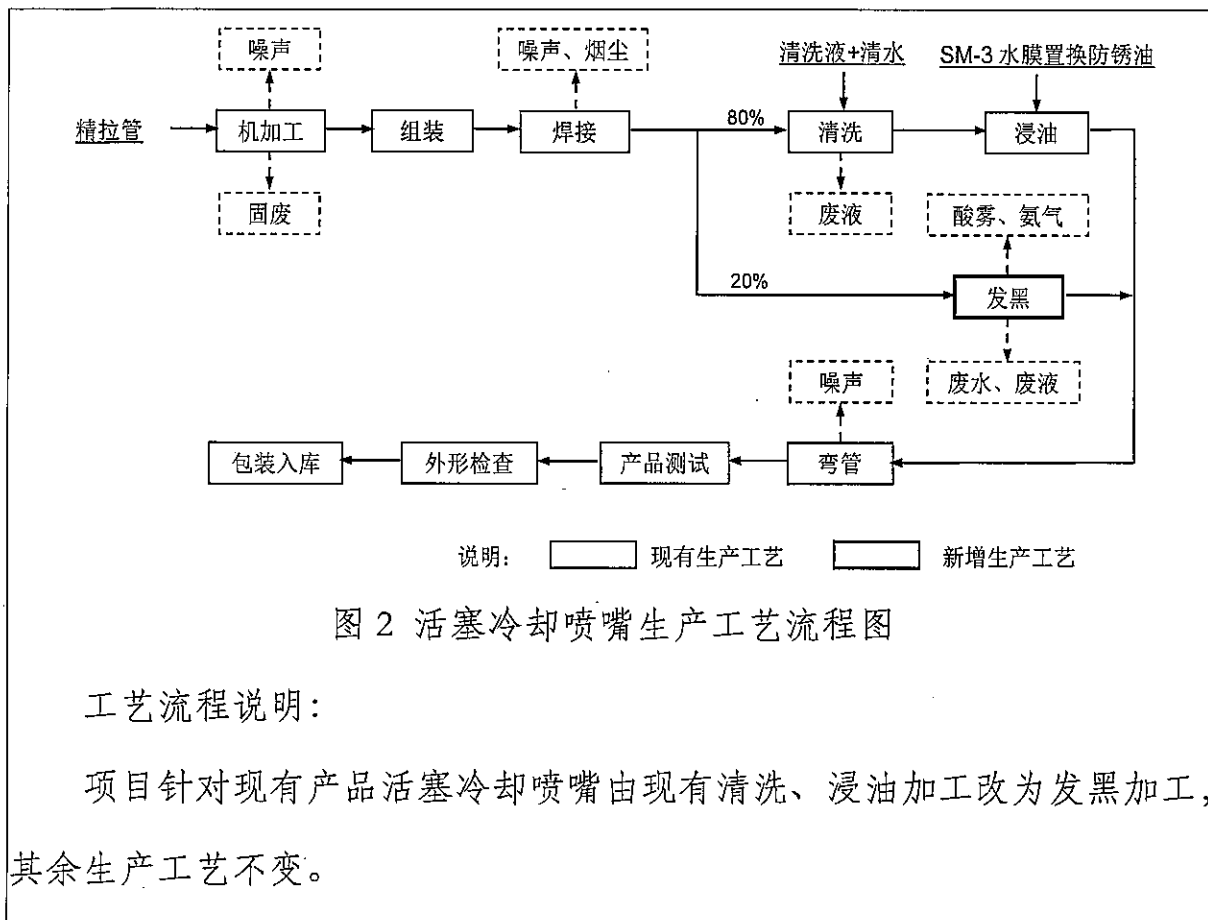 噪声
噪声、烟尘
清洗液+清水
SM-3 水膜置换防锈油
精拉管
机加工
组装
焊接
80%
清洗
浸油
固废
废液
酸雾、氨气
20%
发黑
噪声
废水、废液
包装入库
外形检查
产品测试
弯管
说明：
现有生产工艺
新增生产工艺
图 2 活塞冷却喷嘴生产工艺流程图
工艺流程说明：
项目针对现有产品活塞冷却喷嘴由现有清洗、浸油加工改为发黑加工，
其余生产工艺不变。